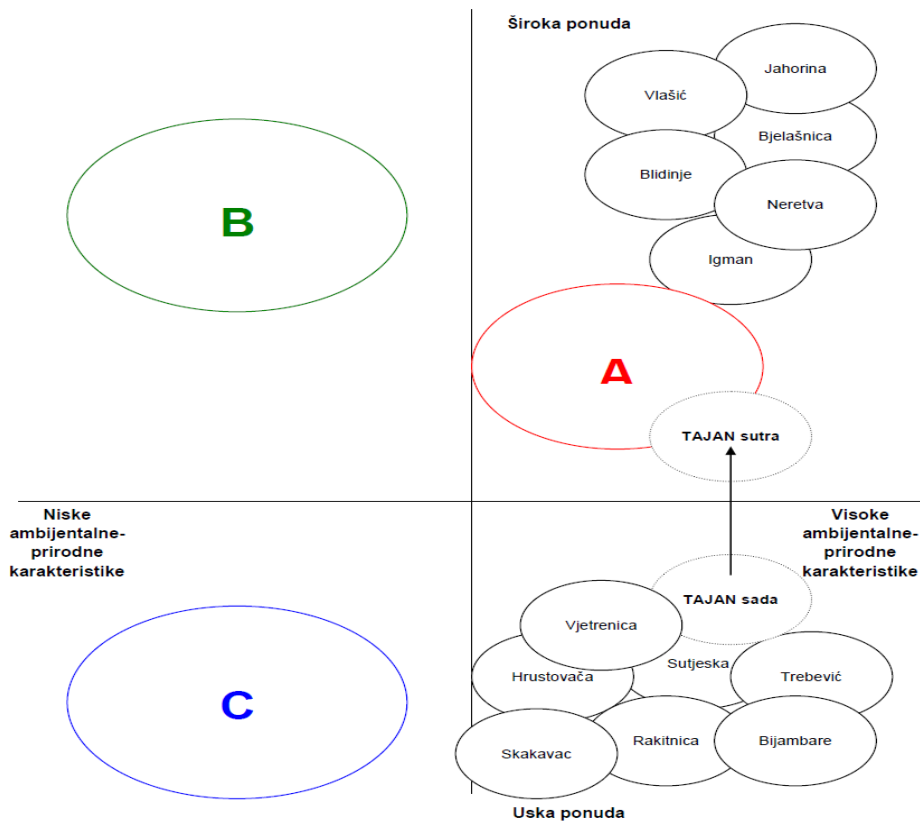 Široka ponuda
Jahorina
Vlašić
Bjelašnica
Blidinje
Neretva
Igman
B
A
TAJAN sutra
Niske
ambijentalne-
prirodne
karakteristike
Visoke
ambijentalne-
prirodne
karakteristike
TAJAN sada
Vjetrenica
Sutjeska
Hrustovača
Trebević
C
Skakavac
Rakitnica
Bijambare
Uska ponuda